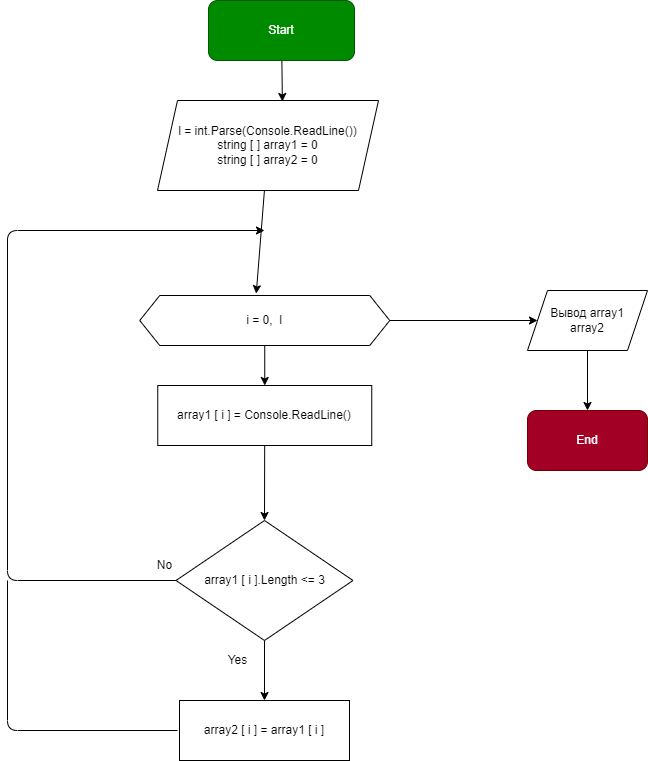 Start
I = int.Parse(Console.ReadLine())
string [ ] array1 = 0
string [ ] array2 = 0
i = 0,  I
Вывод array1
array2
array1 [ i ] = Console.ReadLine()
End
No
array1 [ i ].Length <= 3
Yes
array2 [ i ] = array1 [ i ]